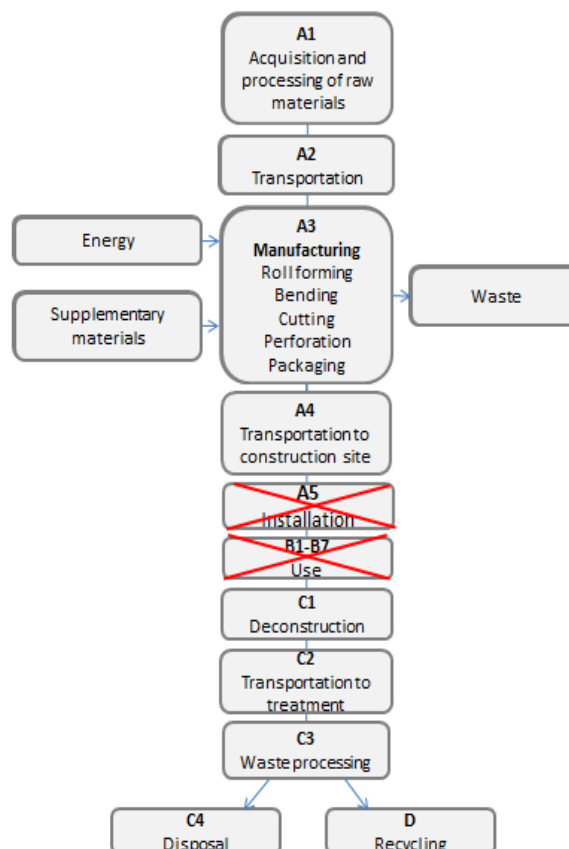 A1
Acquisition and
processing of raw
materials
A2
Transportation
Energy
Supplementary
materials
A3
Manufacturing
Roll forming
Bending
Cutting
Perforation
Packaging
Waste
A4
Transportation to
construction site
A5
Installation
B1-B7
Use
C1
Deconstruction
C2
Transportation to
treatment
C3
Waste processing
C4
Disposal
D
Recycling